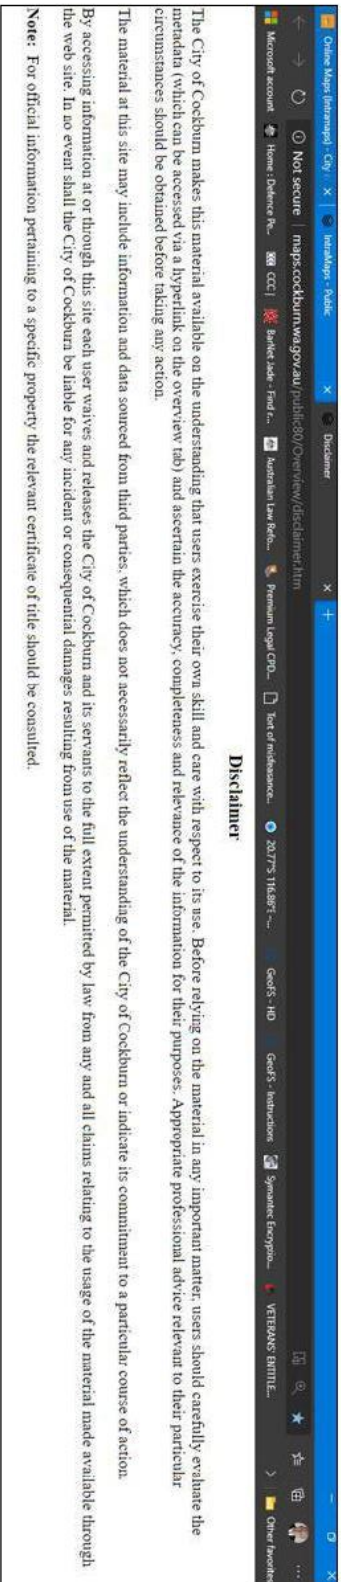 Online Maps (Intramaps) - City
IntraMaps - Public
Disclaimer
Not secure | maps.cockburn.wa.gov.au/public80/Overview/disclaimer.htm
Microsoft account Home : Defence Pe... CCC | BarNet Jade - Find r... Australian Law Refo... Premium Legal CPD... Tort of misfeasance... 20.77°S 116.86°E –... GeoFS - HD GeoFS - Instructions Symantec Encryptio... VETERANS' ENTITLE... Other favorites
Disclaimer
The City of Cockburn makes this material available on the understanding that users exercise their own skill and care with respect to its use. Before relying on the material in any important matter, users should carefully evaluate the
metadata (which can be accessed via a hyperlink on the overview tab) and ascertain the accuracy, completeness and relevance of the information for their purposes. Appropriate professional advice relevant to their particular
circumstances should be obtained before taking any action.
The material at this site may include information and data sourced from third parties, which does not necessarily reflect the understanding of the City of Cockburn or indicate its commitment to a particular course of action.
By accessing information at or through this site each user waives and releases the City of Cockburn and its servants to the full extent permitted by law from any and all claims relating to the usage of the material made available through
the web site. In no event shall the City of Cockburn be liable for any incident or consequential damages resulting from use of the material.
Note: For official information pertaining to a specific property the relevant certificate of title should be consulted.